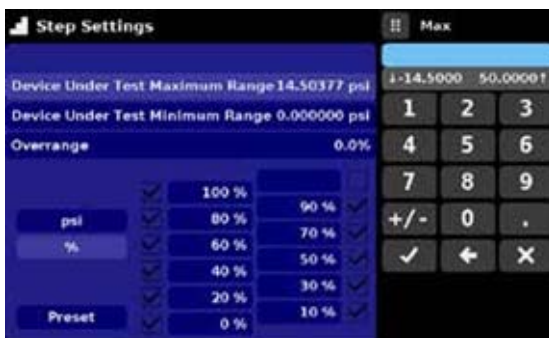 Step Settings
Max
Device Under Test Maximum Range 14.50377 psi
↓-14.5000 50.0000↑
Device Under Test Minimum Range 0.000000 psi
Overrange 0.0%
1 2 3
4 5 6
7 8 9
+/- 0 .
psi
%
Preset
100 %
90 %
80 %
70 %
60 %
50 %
40 %
30 %
20 %
10 %
0 %